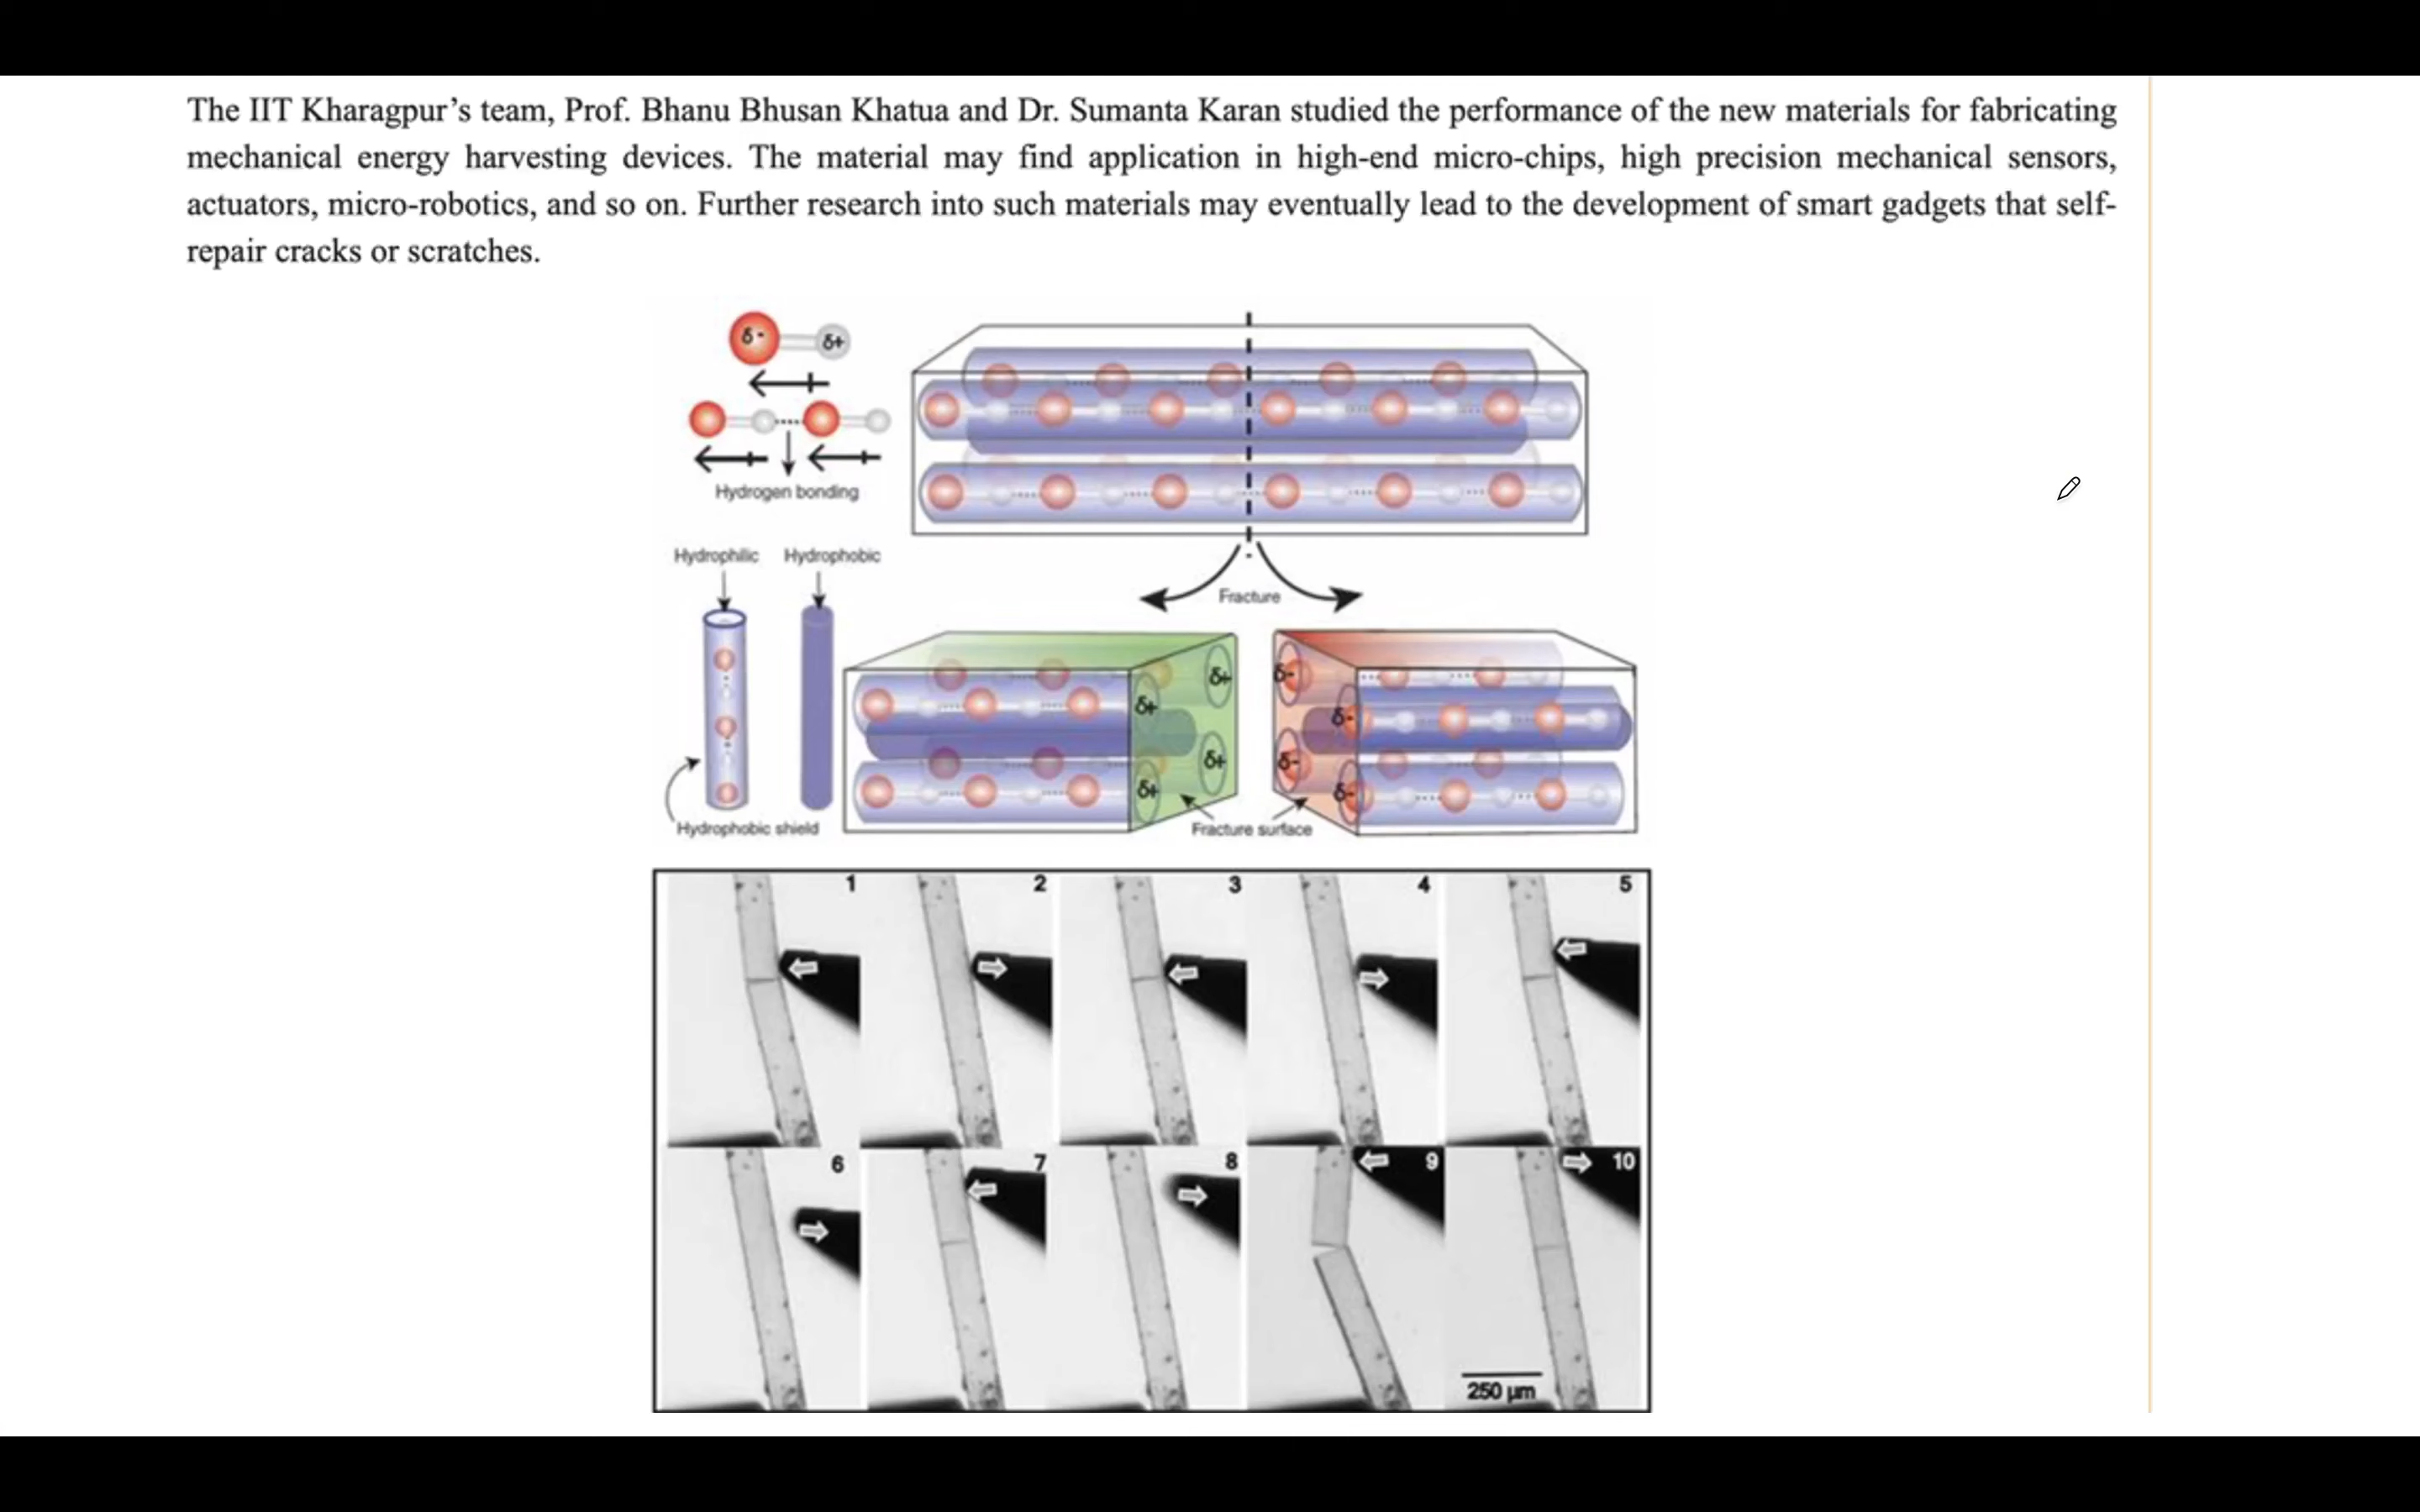 The IIT Kharagpur’s team, Prof. Bhanu Bhusan Khatua and Dr. Sumanta Karan studied the performance of the new materials for fabricating
mechanical energy harvesting devices. The material may find application in high-end micro-chips, high precision mechanical sensors,
actuators, micro-robotics, and so on. Further research into such materials may eventually lead to the development of smart gadgets that self-
repair cracks or scratches.
δ- δ+
Hydrogen bonding
Hydrophilic Hydrophobic
Fracture
δ+ δ-
δ+ δ-
δ+ δ-
δ+ δ-
Hydrophobic shield
Fracture surface
1 2 3 4 5
6 7 8 9 10
250 µm